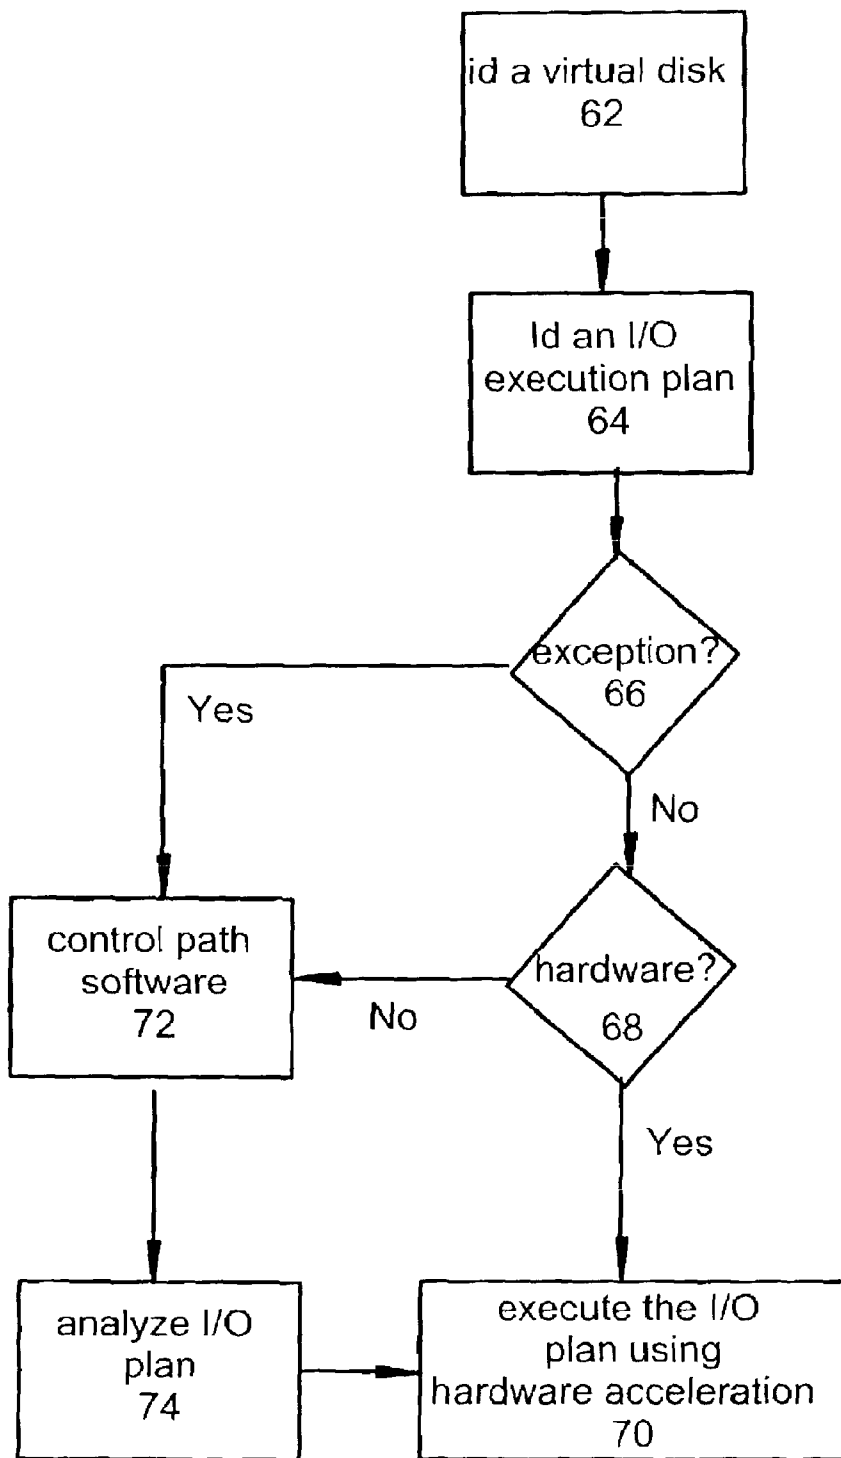 id a virtual disk
62
Id an I/O
execution plan
64
exception?
66
Yes
No
control path
software
72
hardware?
68
No
Yes
analyze I/O
plan
74
execute the I/O
plan using
hardware acceleration
70